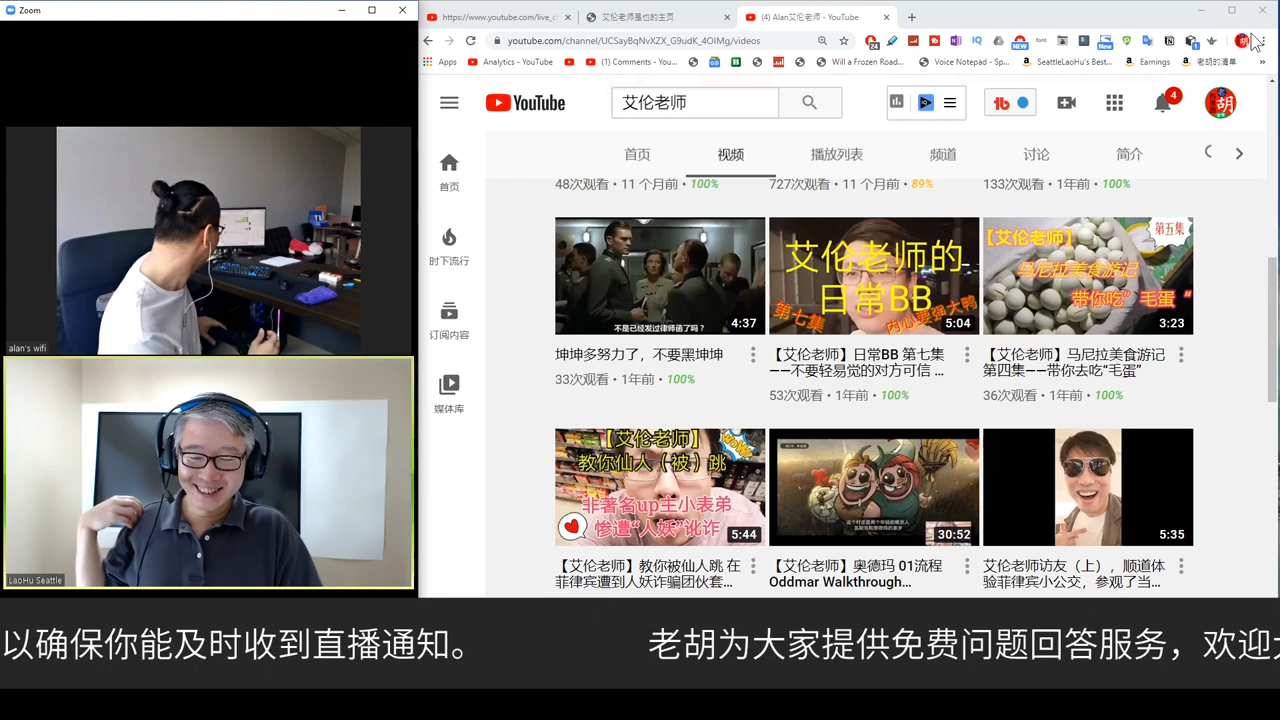 Zoom
alan's wifi
LaoHu Seattle
https://www.youtube.com/live_c
艾伦老师是也的主页
(4) Alan艾伦老师 - YouTube
youtube.com/channel/UCSayBqNvXZX_G9udK_4OIMg/videos
Apps
Analytics - YouTube
(1) Comments - You...
Will a Frozen Road...
Voice Notepad - Sp...
SeattleLaoHu's Best...
Earnings
老胡的清单
YouTube
艾伦老师
4
首页
视频
播放列表
频道
讨论
简介
首页
时下流行
订阅内容
媒体库
48次观看 • 11 个月前 • 100%
727次观看 • 11 个月前 • 89%
133次观看 • 1年前 • 100%
不是已经发过律师函了吗？
4:37
坤坤多努力了，不要黑坤坤
33次观看 • 1年前 • 100%
艾伦老师的
日常BB
第七集
内心要强大鸭
5:04
【艾伦老师】日常BB 第七集
——不要轻易觉的对方可信 ...
53次观看 • 1年前 • 100%
第五集
【艾伦老师】
马尼拉美食游记
带你吃"毛蛋"
3:23
【艾伦老师】马尼拉美食游记
第四集——带你去吃“毛蛋”
36次观看 • 1年前 • 100%
【艾伦老师】
教你仙人（被）跳
WOW
非著名up主小表弟
惨遭"人妖"讹诈
5:44
【艾伦老师】教你被仙人跳 在
菲律宾遭到人妖诈骗团伙套...
30:52
【艾伦老师】奥德玛 01流程
Oddmar Walkthrough...
5:35
艾伦老师访友（上），顺道体
验菲律宾小公交，参观了当...
以确保你能及时收到直播通知。
老胡为大家提供免费问题回答服务，欢迎